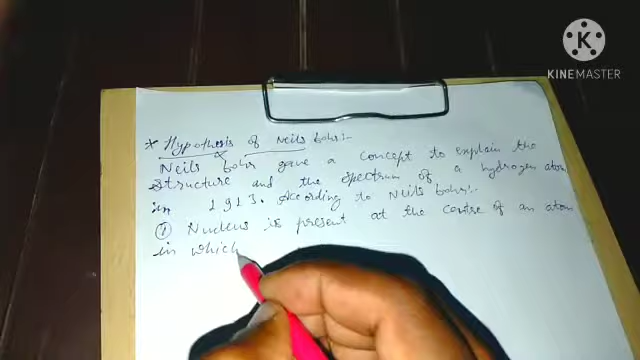 KINEMASTER
* Hypothesis of Neils bohr:-
Neils bohr gave a concept to explain the
structure and the spectrum of a hydrogen atom
in 1913. According to Neils bohr:-
① Nucleus is present at the centre of an atom
in which